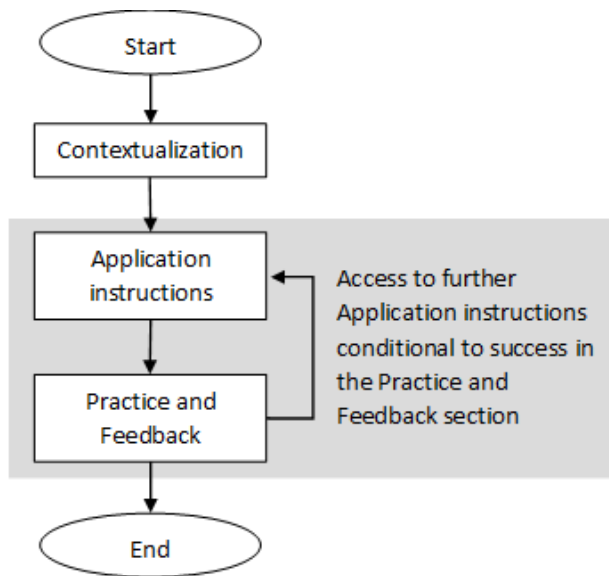 Start
Contextualization
Application
instructions
Access to further
Application instructions
conditional to success in
the Practice and
Feedback section
Practice and
Feedback
End